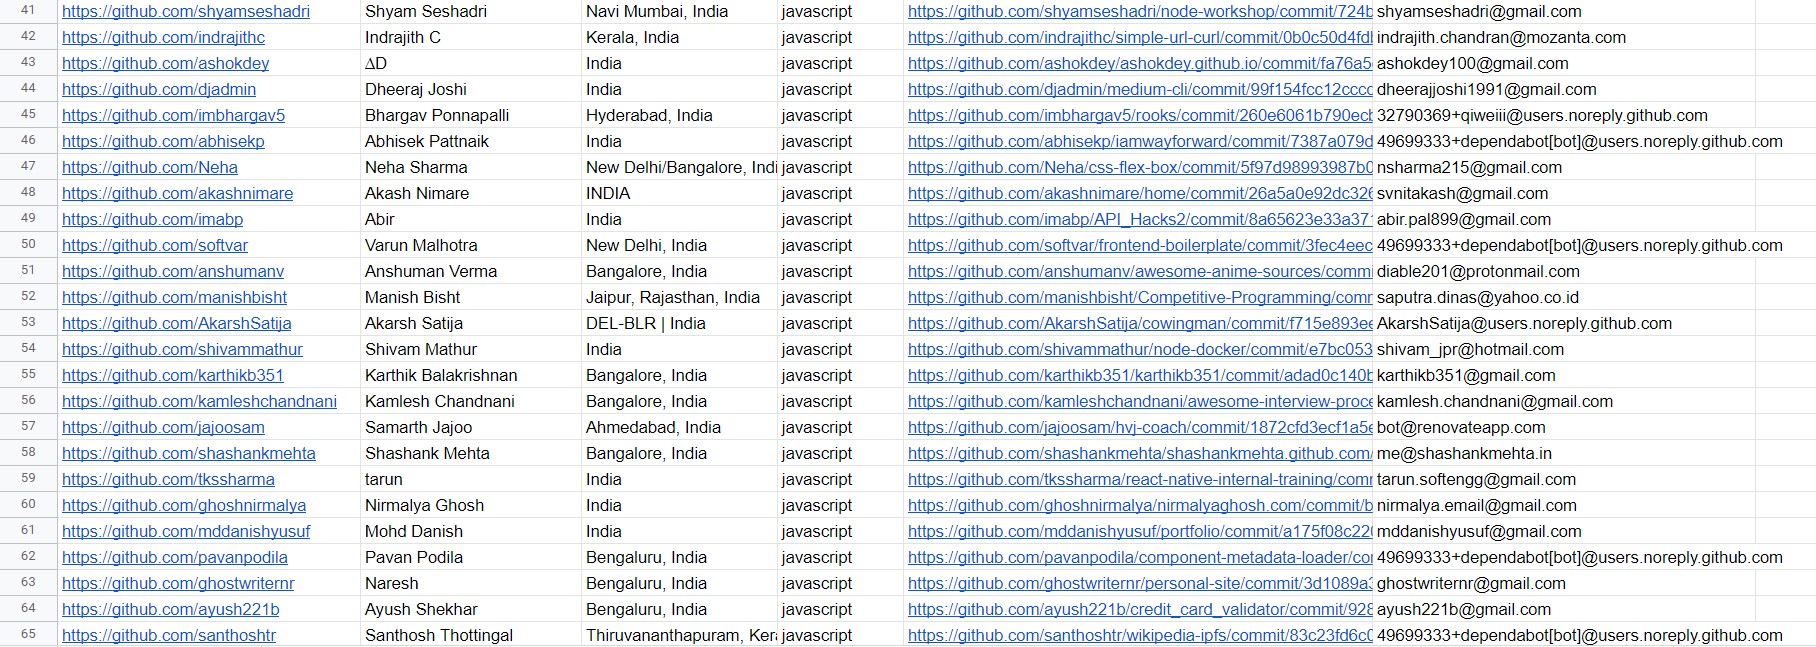 41 https://github.com/shyamseshadri Shyam Seshadri Navi Mumbai, India javascript https://github.com/shyamseshadri/node-workshop/commit/724b shyamseshadri@gmail.com
42 https://github.com/indrajithc Indrajith C Kerala, India javascript https://github.com/indrajithc/simple-url-curl/commit/0b0c50d4fdb indrajith.chandran@mozanta.com
43 https://github.com/ashokdey ∆D India javascript https://github.com/ashokdey/ashokdey.github.io/commit/fa76a5 ashokdey100@gmail.com
44 https://github.com/djadmin Dheeraj Joshi India javascript https://github.com/djadmin/medium-cli/commit/99f154fcc12cccc dheerajjoshi1991@gmail.com
45 https://github.com/imbhargav5 Bhargav Ponnapalli Hyderabad, India javascript https://github.com/imbhargav5/rooks/commit/260e6061b790ecb 32790369+qiweiii@users.noreply.github.com
46 https://github.com/abhisekp Abhisek Pattnaik India javascript https://github.com/abhisekp/iamwayforward/commit/7387a079d 49699333+dependabot[bot]@users.noreply.github.com
47 https://github.com/Neha Neha Sharma New Delhi/Bangalore, Indi javascript https://github.com/Neha/css-flex-box/commit/5f97d98993987b0 nsharma215@gmail.com
48 https://github.com/akashnimare Akash Nimare INDIA javascript https://github.com/akashnimare/home/commit/26a5a0e92dc326 svnitakash@gmail.com
49 https://github.com/imabp Abir India javascript https://github.com/imabp/API_Hacks2/commit/8a65623e33a371 abir.pal899@gmail.com
50 https://github.com/softvar Varun Malhotra New Delhi, India javascript https://github.com/softvar/frontend-boilerplate/commit/3fec4eec 49699333+dependabot[bot]@users.noreply.github.com
51 https://github.com/anshumanv Anshuman Verma Bangalore, India javascript https://github.com/anshumanv/awesome-anime-sources/commi diable201@protonmail.com
52 https://github.com/manishbisht Manish Bisht Jaipur, Rajasthan, India javascript https://github.com/manishbisht/Competitive-Programming/comm saputra.dinas@yahoo.co.id
53 https://github.com/AkarshSatija Akarsh Satija DEL-BLR | India javascript https://github.com/AkarshSatija/cowingman/commit/f715e893ee AkarshSatija@users.noreply.github.com
54 https://github.com/shivammathur Shivam Mathur India javascript https://github.com/shivammathur/node-docker/commit/e7bc053 shivam_jpr@hotmail.com
55 https://github.com/karthikb351 Karthik Balakrishnan Bangalore, India javascript https://github.com/karthikb351/karthikb351/commit/adad0c140b karthikb351@gmail.com
56 https://github.com/kamleshchandnani Kamlesh Chandnani Bangalore, India javascript https://github.com/kamleshchandnani/awesome-interview-proce kamlesh.chandnani@gmail.com
57 https://github.com/jajoosam Samarth Jajoo Ahmedabad, India javascript https://github.com/jajoosam/hvj-coach/commit/1872cfd3ecf1a5e bot@renovateapp.com
58 https://github.com/shashankmehta Shashank Mehta Bangalore, India javascript https://github.com/shashankmehta/shashankmehta.github.com/ me@shashankmehta.in
59 https://github.com/tkssharma tarun India javascript https://github.com/tkssharma/react-native-internal-training/comm tarun.softengg@gmail.com
60 https://github.com/ghoshnirmalya Nirmalya Ghosh India javascript https://github.com/ghoshnirmalya/nirmalyaghosh.com/commit/b nirmalya.email@gmail.com
61 https://github.com/mddanishyusuf Mohd Danish India javascript https://github.com/mddanishyusuf/portfolio/commit/a175f08c220 mddanishyusuf@gmail.com
62 https://github.com/pavanpodila Pavan Podila Bengaluru, India javascript https://github.com/pavanpodila/component-metadata-loader/co 49699333+dependabot[bot]@users.noreply.github.com
63 https://github.com/ghostwriternr Naresh Bengaluru, India javascript https://github.com/ghostwriternr/personal-site/commit/3d1089a3 ghostwriternr@gmail.com
64 https://github.com/ayush221b Ayush Shekhar Bengaluru, India javascript https://github.com/ayush221b/credit_card_validator/commit/928 ayush221b@gmail.com
65 https://github.com/santhoshtr Santhosh Thottingal Thiruvananthapuram, Kera javascript https://github.com/santhoshtr/wikipedia-ipfs/commit/83c23fd6c0 49699333+dependabot[bot]@users.noreply.github.com